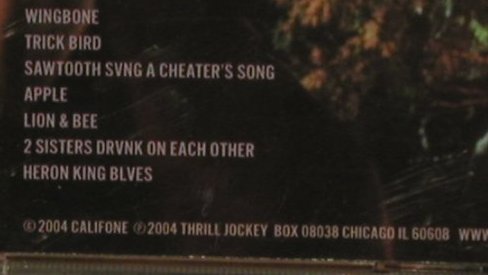 WINGBONE
TRICK BIRD
SAWTOOTH SVNG A CHEATER'S SONG
APPLE
LION & BEE
2 SISTERS DRVNK ON EACH OTHER
HERON KING BLVES
©2004 CALIFONE ℗2004 THRILL JOCKEY BOX 08038 CHICAGO IL 60608 WWW